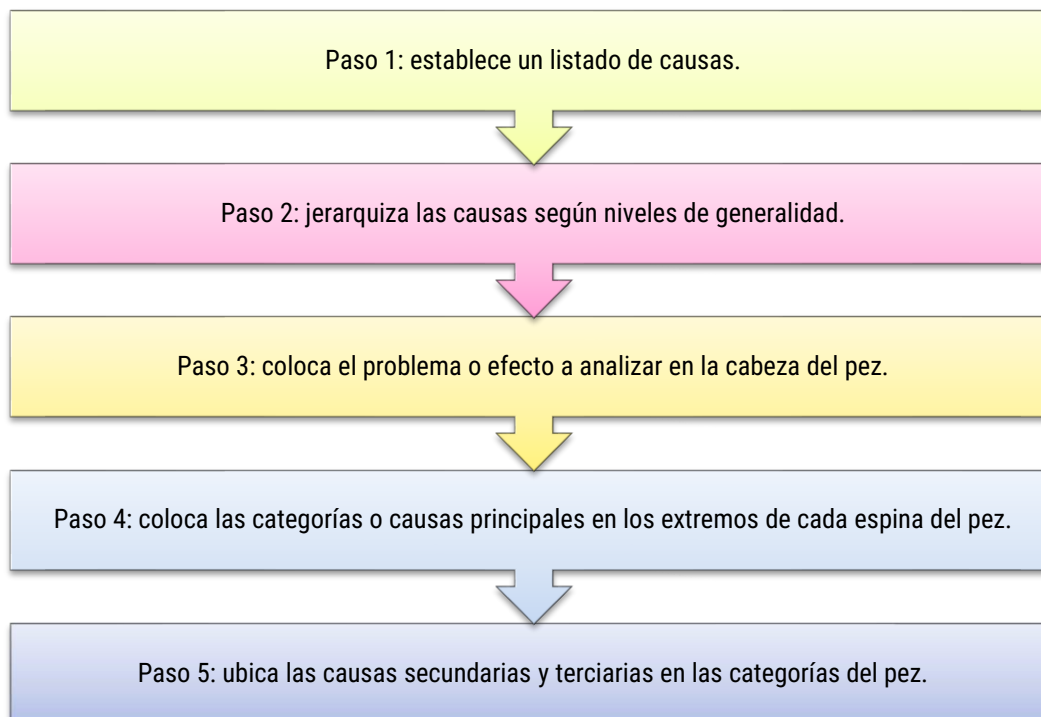 Paso 1: establece un listado de causas.
Paso 2: jerarquiza las causas según niveles de generalidad.
Paso 3: coloca el problema o efecto a analizar en la cabeza del pez.
Paso 4: coloca las categorías o causas principales en los extremos de cada espina del pez.
Paso 5: ubica las causas secundarias y terciarias en las categorías del pez.